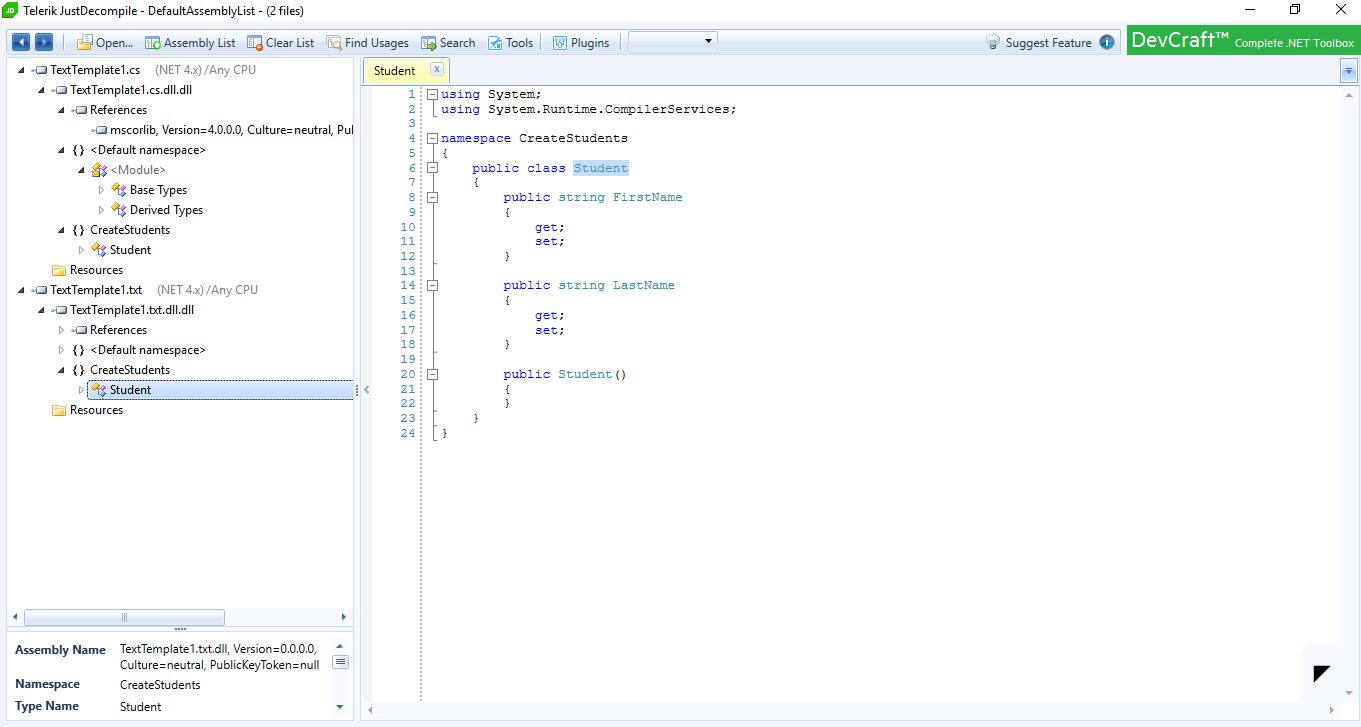 JD Telerik JustDecompile - DefaultAssemblyList - (2 files)
Open... Assembly List Clear List Find Usages Search Tools Plugins Suggest Feature DevCraft™ Complete .NET Toolbox
TextTemplate1.cs (NET 4.x) /Any CPU
TextTemplate1.cs.dll.dll
References
mscorlib, Version=4.0.0.0, Culture=neutral, Pul
{} <Default namespace>
<Module>
Base Types
Derived Types
{} CreateStudents
Student
Resources
TextTemplate1.txt (NET 4.x) /Any CPU
TextTemplate1.txt.dll.dll
References
{} <Default namespace>
{} CreateStudents
Student
Resources
Assembly Name TextTemplate1.txt.dll, Version=0.0.0.0,
Culture=neutral, PublicKeyToken=null
Namespace CreateStudents
Type Name Student
Student x
1 using System;
2 using System.Runtime.CompilerServices;
3
4 namespace CreateStudents
5 {
6 public class Student
7 {
8 public string FirstName
9 {
10 get;
11 set;
12 }
13
14 public string LastName
15 {
16 get;
17 set;
18 }
19
20 public Student()
21 {
22 }
23 }
24 }